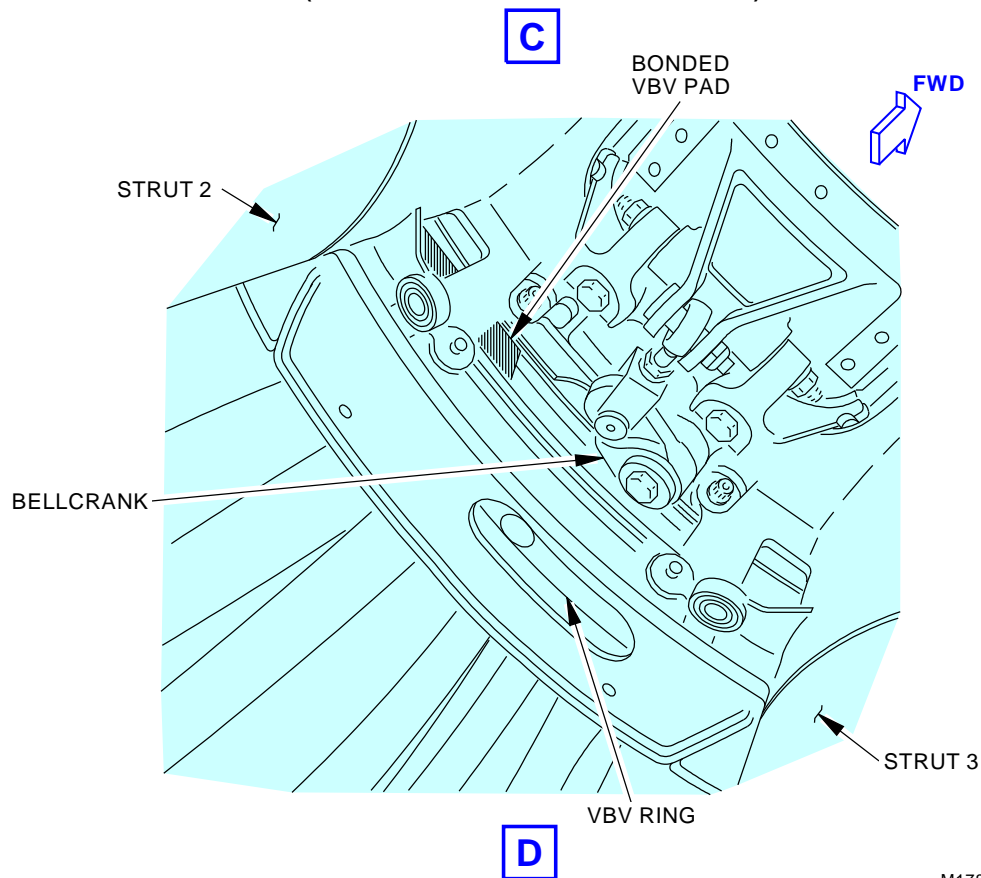 C
BONDED
VBV PAD
FWD
STRUT 2
BELLCRANK
STRUT 3
VBV RING
D